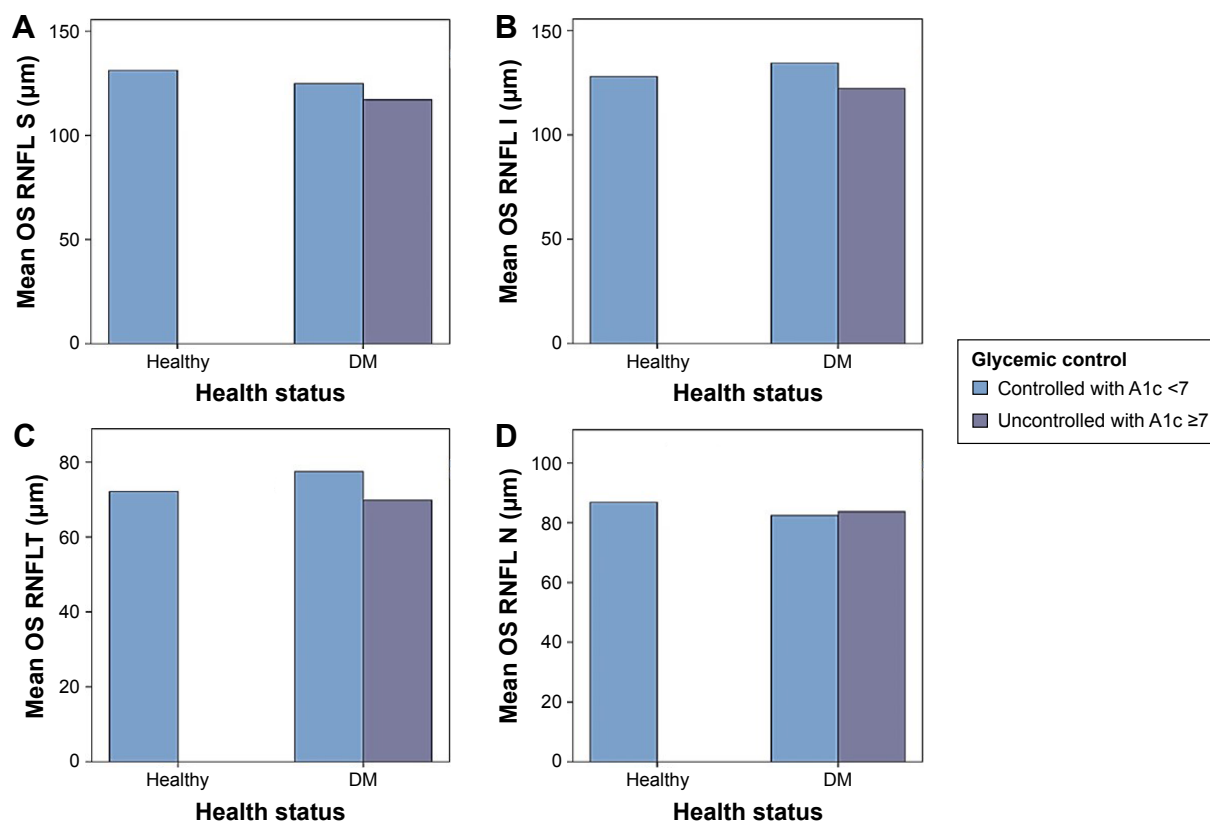 A
Mean OS RNFL S (µm)
150
100
50
0
Healthy
DM
Health status
B
Mean OS RNFL I (µm)
150
100
50
0
Healthy
DM
Health status
Glycemic control
Controlled with A1c <7
Uncontrolled with A1c ≥7
C
Mean OS RNFLT (µm)
80
60
40
20
0
Healthy
DM
Health status
D
Mean OS RNFL N (µm)
100
80
60
40
20
0
Healthy
DM
Health status